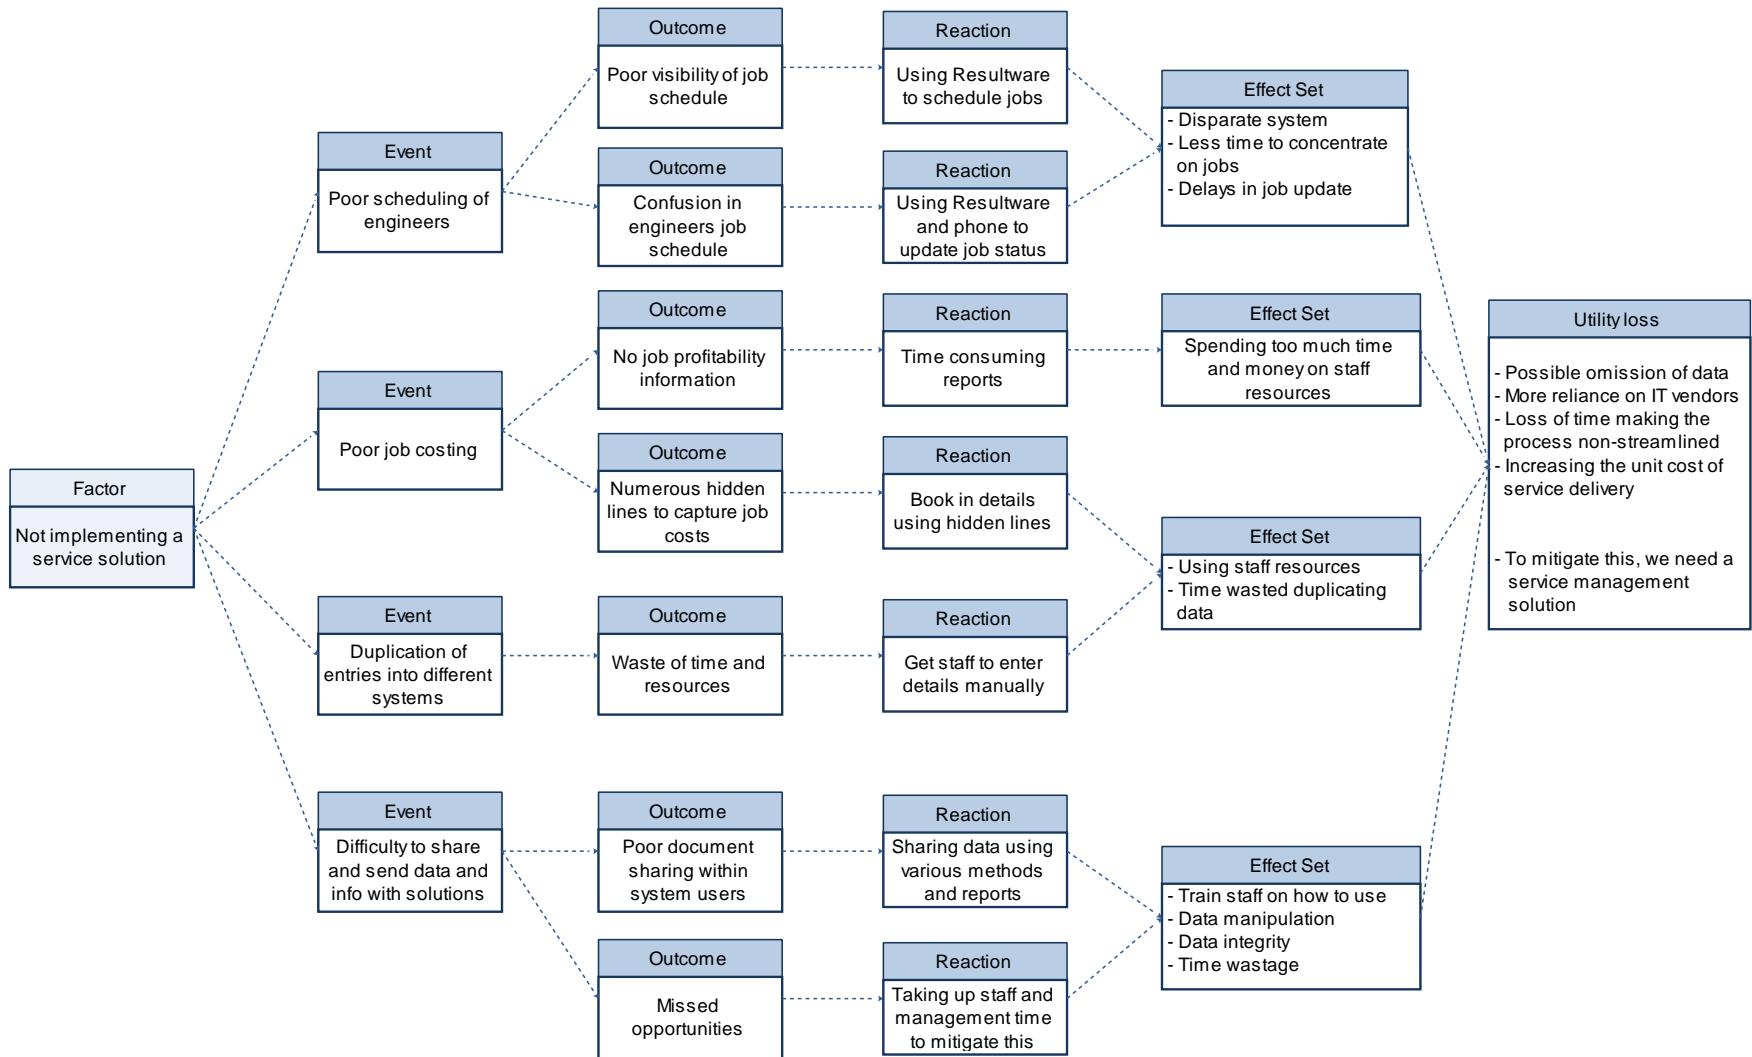 Factor
Not implementing a
service solution
Event
Poor scheduling of
engineers
Event
Poor job costing
Event
Duplication of
entries into different
systems
Event
Difficulty to share
and send data and
info with solutions
Outcome
Poor visibility of job
schedule
Outcome
Confusion in
engineers job
schedule
Outcome
No job profitability
information
Outcome
Numerous hidden
lines to capture job
costs
Outcome
Waste of time and
resources
Outcome
Poor document
sharing within
system users
Outcome
Missed
opportunities
Reaction
Using Resultware
to schedule jobs
Reaction
Using Resultware
and phone to
update job status
Reaction
Time consuming
reports
Reaction
Book in details
using hidden lines
Reaction
Get staff to enter
details manually
Reaction
Sharing data using
various methods
and reports
Reaction
Taking up staff and
management time
to mitigate this
Effect Set
- Disparate system
- Less time to concentrate
on jobs
- Delays in job update
Effect Set
Spending too much time
and money on staff
resources
Effect Set
- Using staff resources
- Time wasted duplicating
data
Effect Set
- Train staff on how to use
- Data manipulation
- Data integrity
- Time wastage
Utility loss
- Possible omission of data
- More reliance on IT vendors
- Loss of time making the
process non-streamlined
- Increasing the unit cost of
service delivery
- To mitigate this, we need a
service management
solution